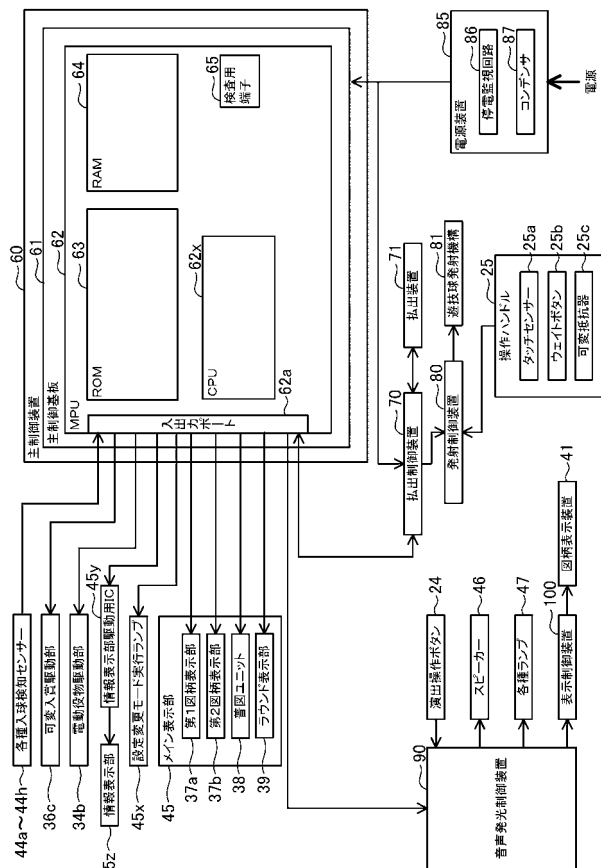 60
主制御装置
61
主制御基板
62
MPU
63
ROM
64
RAM
65
検査用
端子
62x
CPU
62a
入出力ポート
44a～44h
各種入球検知センサー
36c
可変入賞駆動部
34b
電動役物駆動部
45y
情報表示部駆動用IC
45z
情報表示部
45x
設定変更モード実行ランプ
45
メイン表示部
37a
第1図柄表示部
37b
第2図柄表示部
38
普図ユニット
39
ラウンド表示部
70
払出制御装置
71
払出装置
80
発射制御装置
81
遊技球発射機構
85
電源装置
86
停電監視回路
87
コンデンサ
電源
25
操作ハンドル
25a
タッチセンサー
25b
ウェイトボタン
25c
可変抵抗器
90
音声発光制御装置
24
演出操作ボタン
46
スピーカー
47
各種ランプ
100
表示制御装置
41
図柄表示装置